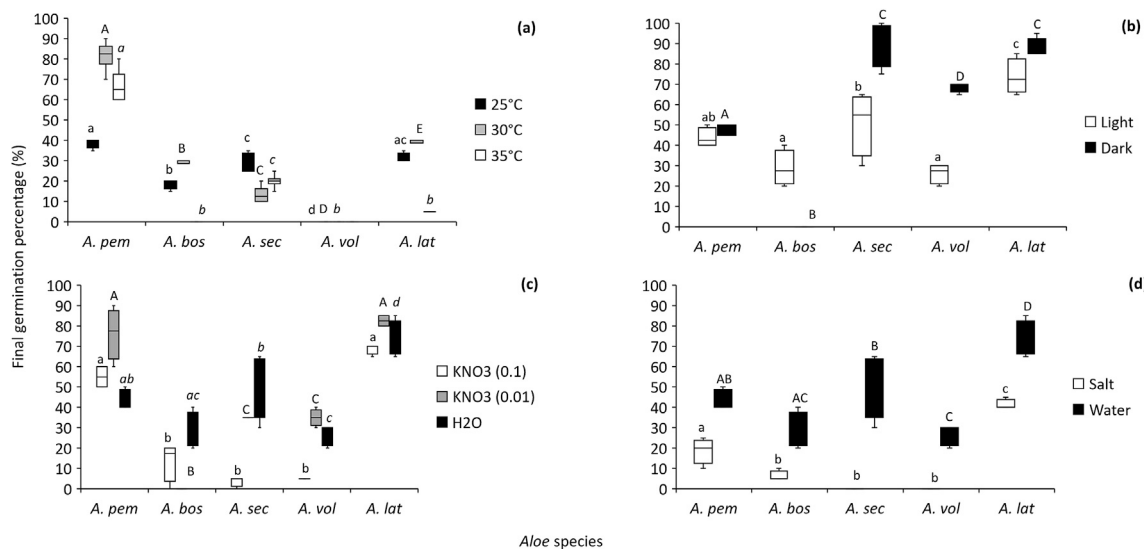 Final germination percentage (%)
(a)
100
90
80
70
60
50
40
30
20
10
0
a
A
a
b
B
b
c
C
c
d D b
ac
E
b
25°C
30°C
35°C
A. pem A. bos A. sec A. vol A. lat
(b)
100
90
80
70
60
50
40
30
20
10
0
ab A
a
B
b
C
a
D
c
C
Light
Dark
A. pem A. bos A. sec A. vol A. lat
(c)
100
90
80
70
60
50
40
30
20
10
0
a
A
ab
b
B
ac
b
C
b
b
C
c
a
A d
KNO3 (0.1)
KNO3 (0.01)
H2O
A. pem A. bos A. sec A. vol A. lat
(d)
100
90
80
70
60
50
40
30
20
10
0
a
AB
b
AC
b
B
b
C
c
D
Salt
Water
A. pem A. bos A. sec A. vol A. lat
Aloe species